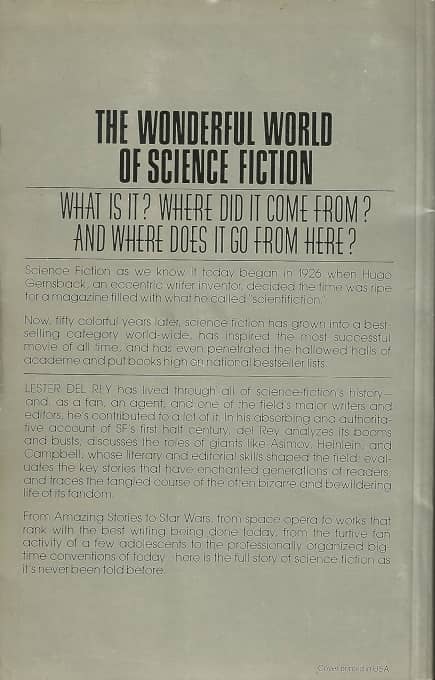 THE WONDERFUL WORLD
OF SCIENCE FICTION
WHAT IS IT? WHERE DID IT COME FROM?
AND WHERE DOES IT GO FROM HERE?
Science Fiction as we know it today began in 1926 when Hugo
Gernsback, an eccentric writer inventor, decided the time was ripe
for a magazine filled with what he called "scientifiction."
Now, fifty colorful years later, science fiction has grown into a best-
selling category world-wide, has inspired the most successful
movie of all time, and has even penetrated the hallowed halls of
academe and put books high on national bestseller lists.
LESTER DEL REY has lived through all of science-fiction's history—
and, as a fan, an agent, and one of the field's major writers and
editors, he's contributed to a lot of it. In his absorbing and authorita-
tive account of SF's first half century, del Rey analyzes its booms
and busts, discusses the roles of giants like Asimov, Heinlein, and
Campbell, whose literary and editorial skills shaped the field; eval-
uates the key stories that have enchanted generations of readers,
and traces the tangled course of the often bizarre and bewildering
life of its fandom.
From Amazing Stories to Star Wars, from space opera to works that
rank with the best writing being done today, from the furtive fan
activity of a few adolescents to the professionally organized big-
time conventions of today—here is the full story of science fiction as
it's never been told before.
Cover printed in USA